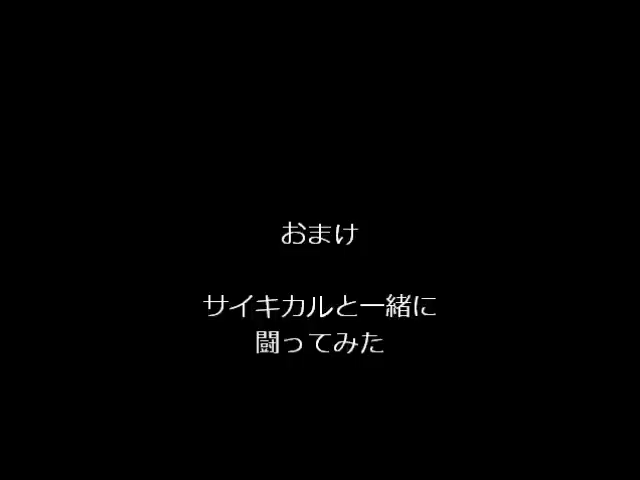 おまけ
サイキカルと一緒に
闘ってみた